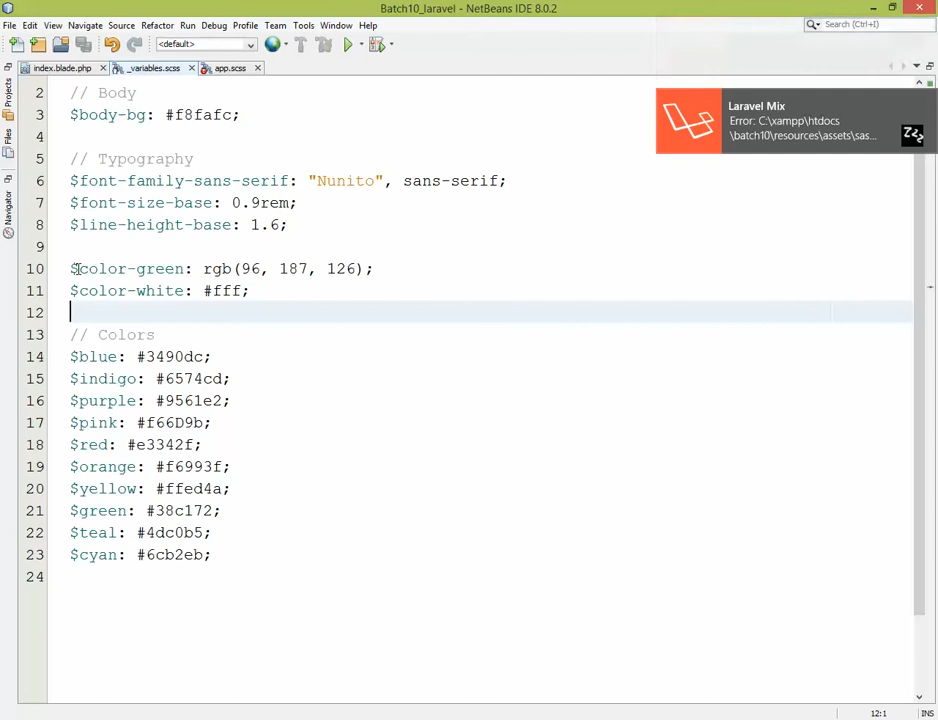 Batch10_laravel - NetBeans IDE 8.0.2
File Edit View Navigate Source Refactor Run Debug Profile Team Tools Window Help
Search (Ctrl+I)
<default>
index.blade.php
_variables.scss
app.scss
Projects
Files
Navigator
Laravel Mix
Error: C:\xampp\htdocs
\batch10\resources\assets\sas...
2 // Body
3 $body-bg: #f8fafc;
4
5 // Typography
6 $font-family-sans-serif: "Nunito", sans-serif;
7 $font-size-base: 0.9rem;
8 $line-height-base: 1.6;
9
10 $color-green: rgb(96, 187, 126);
11 $color-white: #fff;
12
13 // Colors
14 $blue: #3490dc;
15 $indigo: #6574cd;
16 $purple: #9561e2;
17 $pink: #f66D9b;
18 $red: #e3342f;
19 $orange: #f6993f;
20 $yellow: #ffed4a;
21 $green: #38c172;
22 $teal: #4dc0b5;
23 $cyan: #6cb2eb;
24
12:1
INS